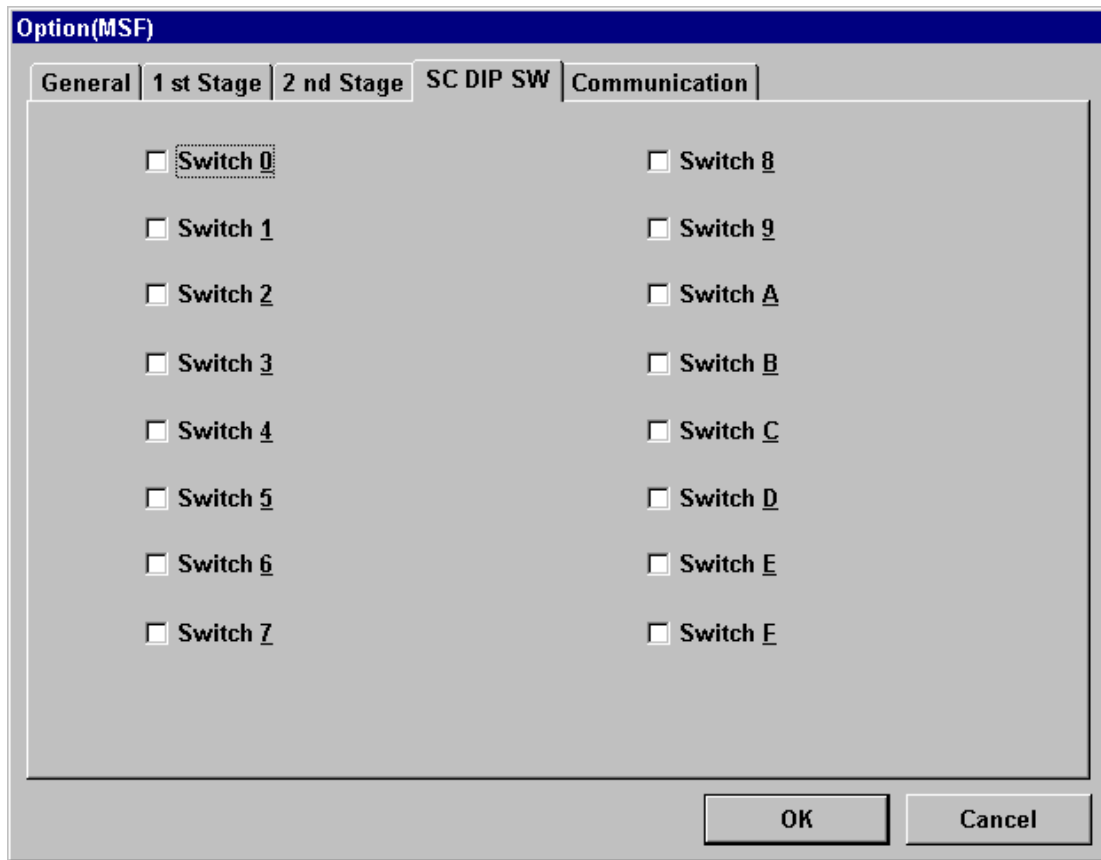 Option(MSF)
General 1 st Stage 2 nd Stage SC DIP SW Communication
Switch 0
Switch 1
Switch 2
Switch 3
Switch 4
Switch 5
Switch 6
Switch 7
Switch 8
Switch 9
Switch A
Switch B
Switch C
Switch D
Switch E
Switch F
OK Cancel